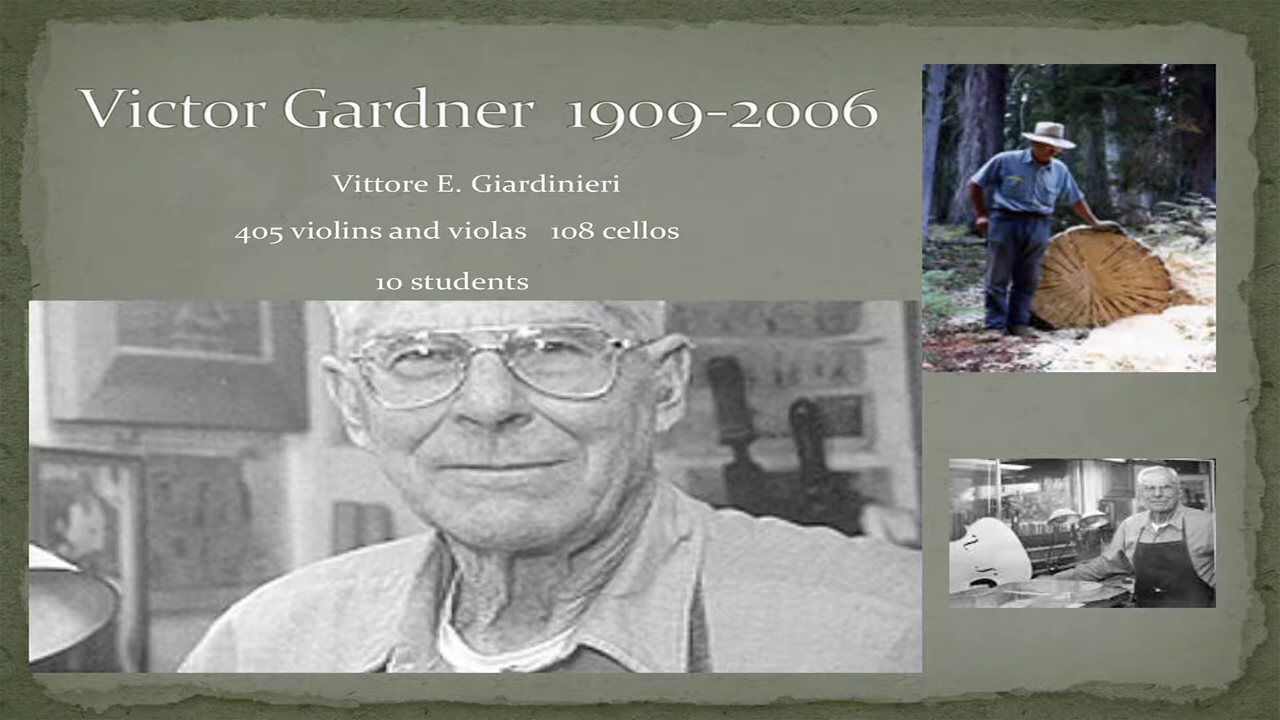 Victor Gardner 1909-2006
Vittore E. Giardinieri
405 violins and violas 108 cellos
10 students